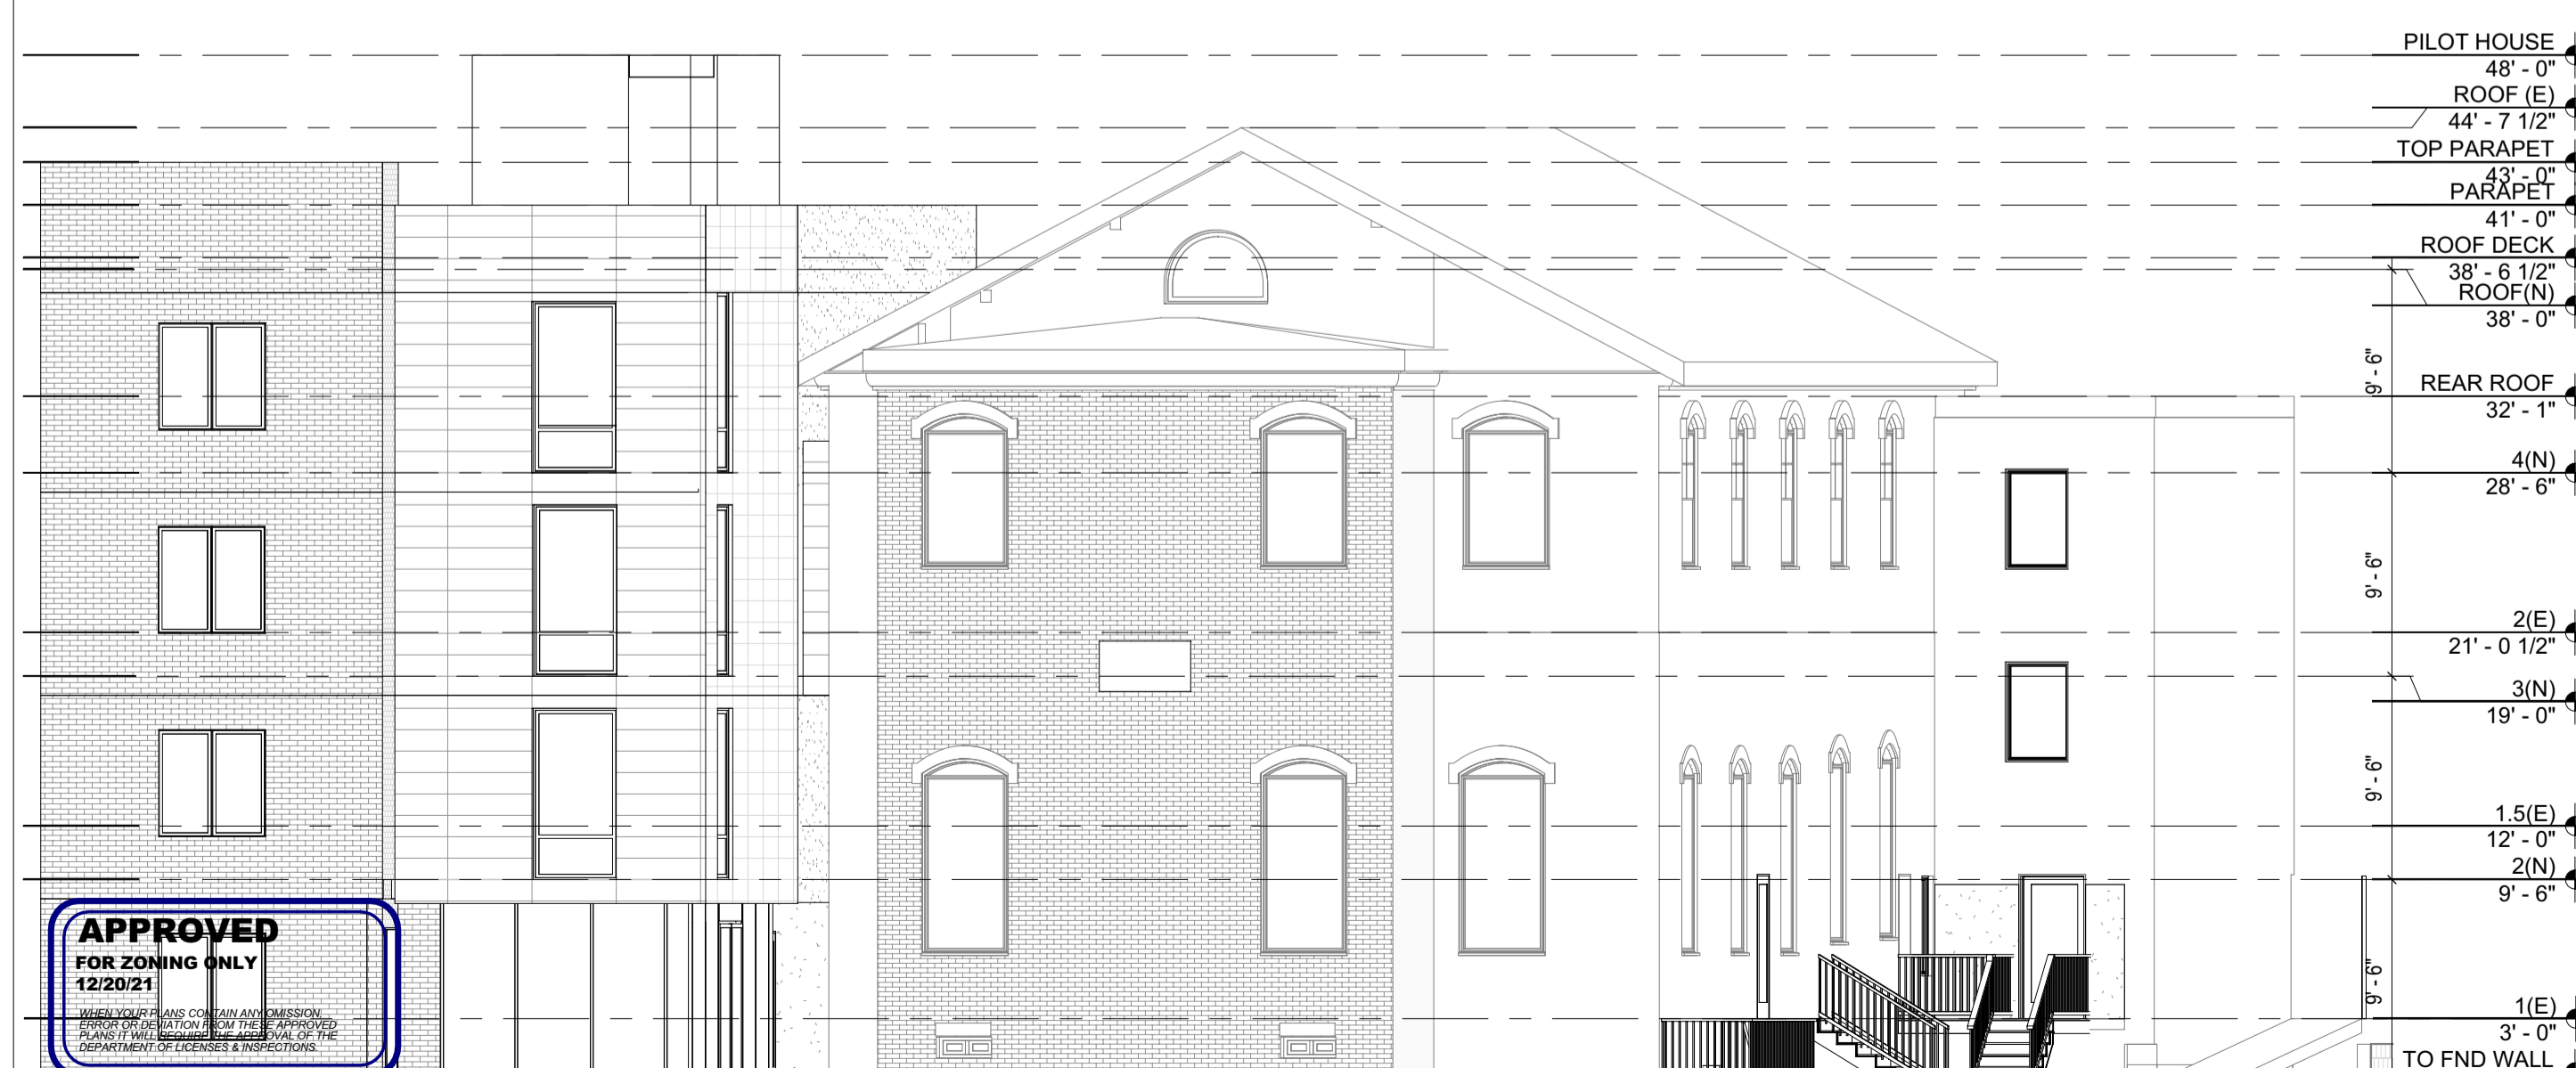 PILOT HOUSE
48' - 0"
ROOF (E)
44' - 7 1/2"
TOP PARAPET
43' - 0"
PARAPET
41' - 0"
ROOF DECK
38' - 6 1/2"
ROOF(N)
38' - 0"
9' - 6"
REAR ROOF
32' - 1"
4(N)
28' - 6"
9' - 6"
2(E)
21' - 0 1/2"
3(N)
19' - 0"
9' - 6"
1.5(E)
12' - 0"
2(N)
9' - 6"
9' - 6"
1(E)
3' - 0"
TO FND WALL
APPROVED
FOR ZONING ONLY
12/20/21
WHEN YOUR PLANS CONTAIN ANY OMISSION,
ERROR OR DEVIATION FROM THESE APPROVED
PLANS IT WILL REQUIRE THE APPROVAL OF THE
DEPARTMENT OF LICENSES & INSPECTIONS.